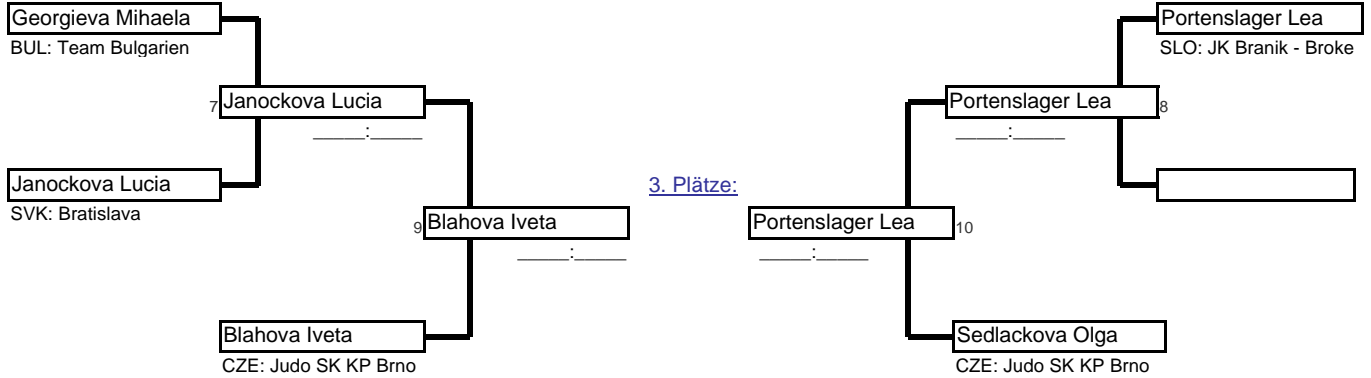 Georgieva Mihaela
BUL: Team Bulgarien
7 Janockova Lucia
_____:_____
Janockova Lucia
SVK: Bratislava
9 Blahova Iveta
_____:_____
Blahova Iveta
CZE: Judo SK KP Brno
3. Plätze:
Portenslager Lea
SLO: JK Branik - Broke
Portenslager Lea 8
_____:_____
Portenslager Lea 10
_____:_____
Sedlackova Olga
CZE: Judo SK KP Brno